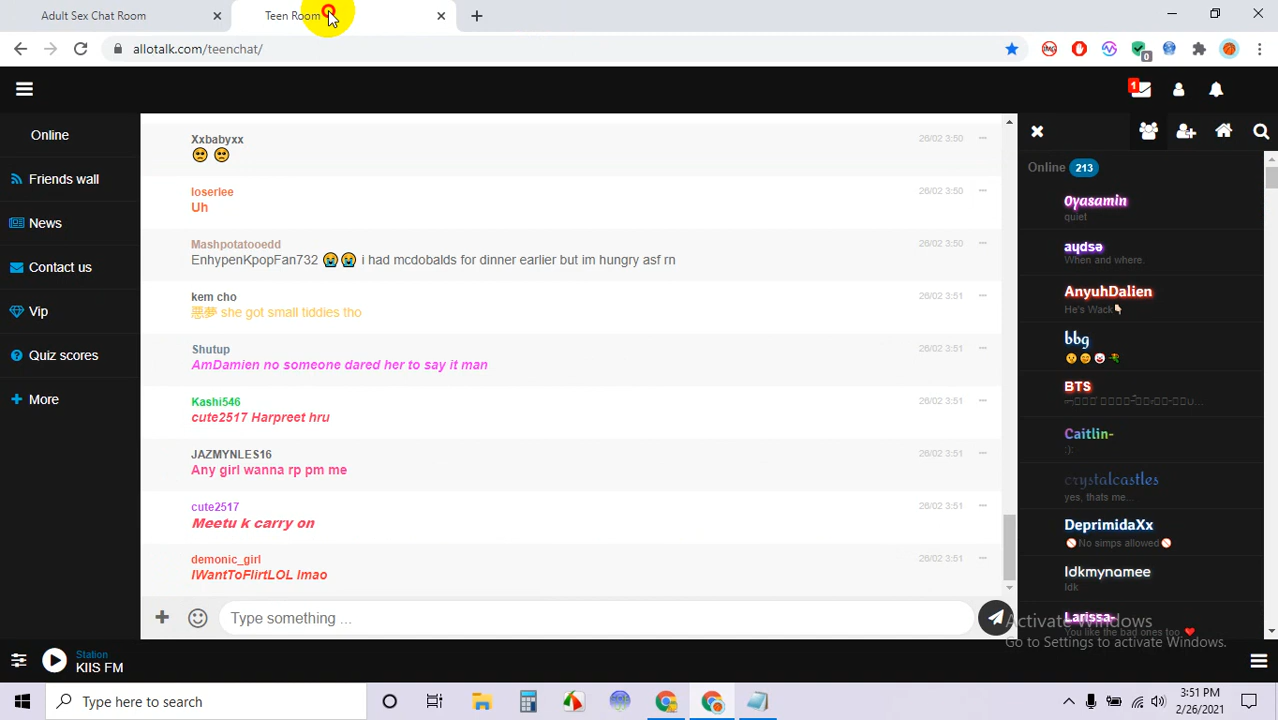 Adult Sex Chat Room
Teen Room
allotalk.com/teenchat/
0
1
Online
Friends wall
News
Contact us
Vip
Quiz scores
More
Xxbabyxx 26/02 3:50
loserlee 26/02 3:50
Uh
Mashpotatooedd 26/02 3:50
EnhypenKpopFan732 😭😭 i had mcdobalds for dinner earlier but im hungry asf rn
kem cho 26/02 3:51
悪夢 she got small tiddies tho
Shutup 26/02 3:51
AmDamien no someone dared her to say it man
Kashi546 26/02 3:51
cute2517 Harpreet hru
JAZMYNLES16 26/02 3:51
Any girl wanna rp pm me
cute2517 26/02 3:51
Meetu k carry on
demonic_girl 26/02 3:51
IWantToFlirtLOL lmao
Type something ...
Online 213
Oyasamin
quiet
When and where.
AnyuhDalien
He's Wack👇🏻
bbg
BTS
Caitlin-
:):
crystalcastles
yes, thats me...
DeprimidaXx
🚫No simps allowed🚫
Idkmynamee
Idk
Larissa-
You like the bad ones too ❤
Activate Windows
Go to Settings to activate Windows.
Station
KIIS FM
Type here to search
3:51 PM
2/26/2021